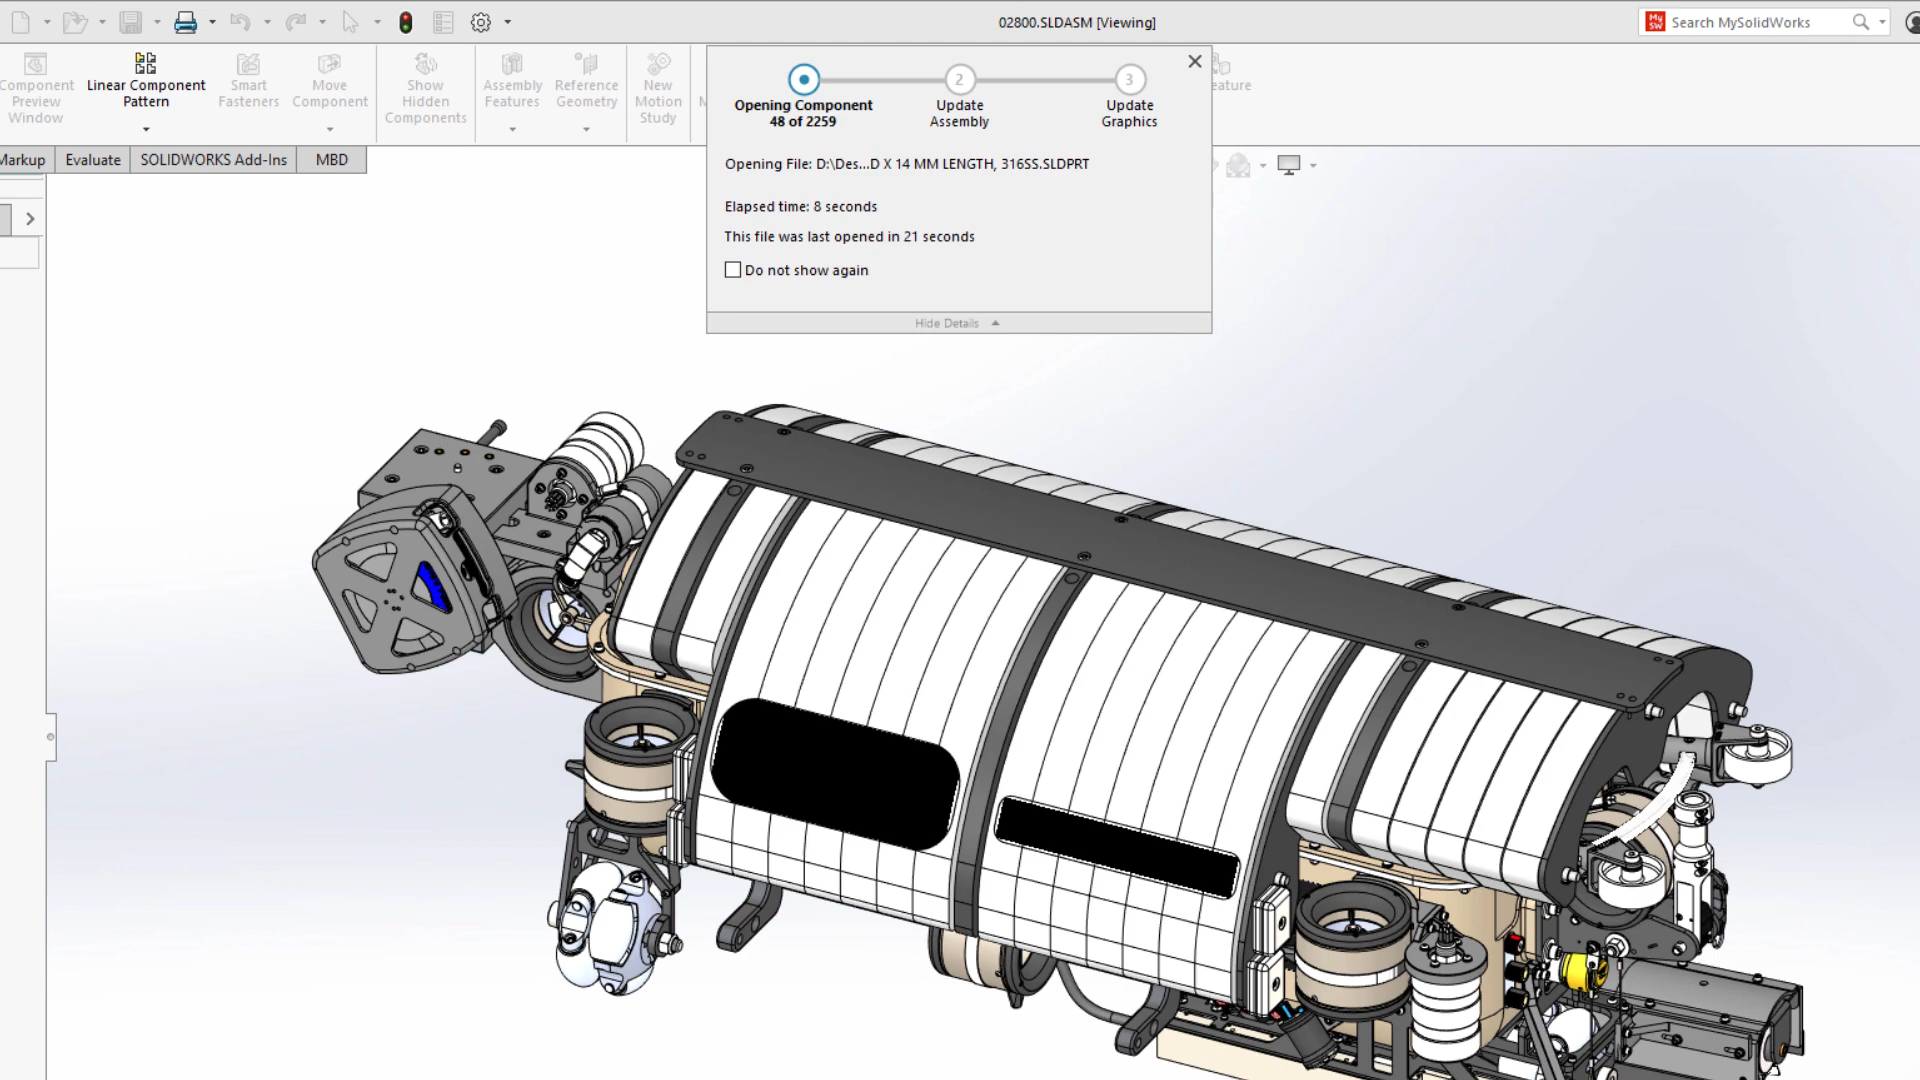 02800.SLDASM [Viewing]
My
SW
Search MySolidWorks
Component
Preview
Window
Linear Component
Pattern
Smart
Fasteners
Move
Component
Show
Hidden
Components
Assembly
Features
Reference
Geometry
New
Motion
Study
M
eature
2
3
Opening Component
48 of 2259
Update
Assembly
Update
Graphics
Markup
Evaluate
SOLIDWORKS Add-Ins
MBD
Opening File: D:\Des...D X 14 MM LENGTH, 316SS.SLDPRT
Elapsed time: 8 seconds
This file was last opened in 21 seconds
Do not show again
Hide Details